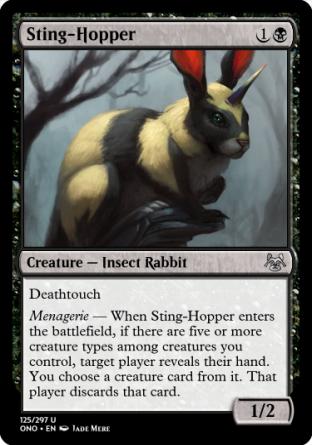 Sting-Hopper 1
Creature — Insect Rabbit
Deathtouch
Menagerie — When Sting-Hopper enters
the battlefield, if there are five or more
creature types among creatures you
control, target player reveals their hand.
You choose a creature card from it. That
player discards that card.
1/2
125/297 U
ONO • EN Jade Mere